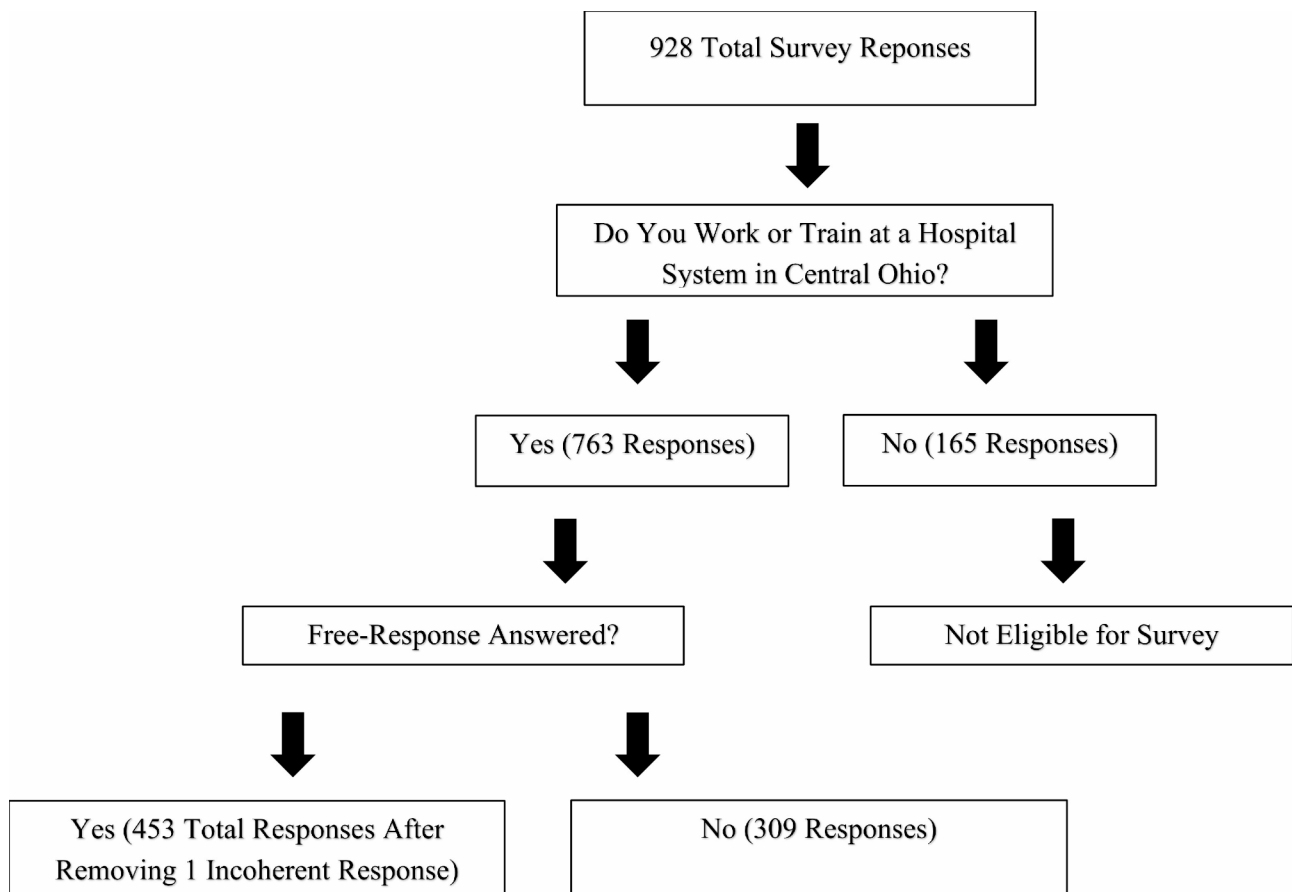 928 Total Survey Reponses
Do You Work or Train at a Hospital
System in Central Ohio?
Yes (763 Responses)
No (165 Responses)
Free-Response Answered?
Not Eligible for Survey
Yes (453 Total Responses After
Removing 1 Incoherent Response)
No (309 Responses)